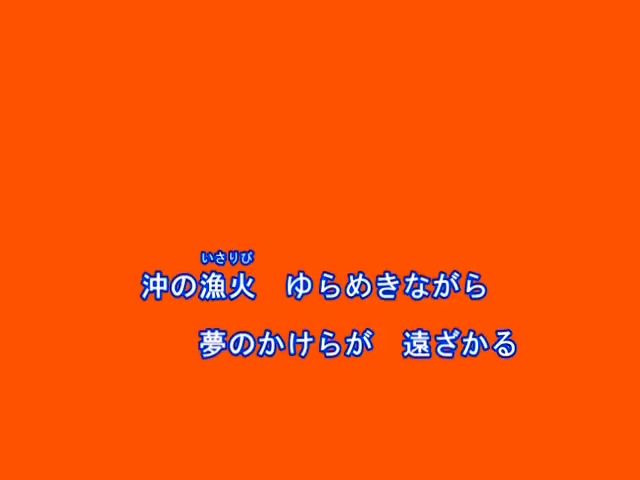 いさりび
沖の漁火　ゆらめきながら
夢のかけらが　遠ざかる